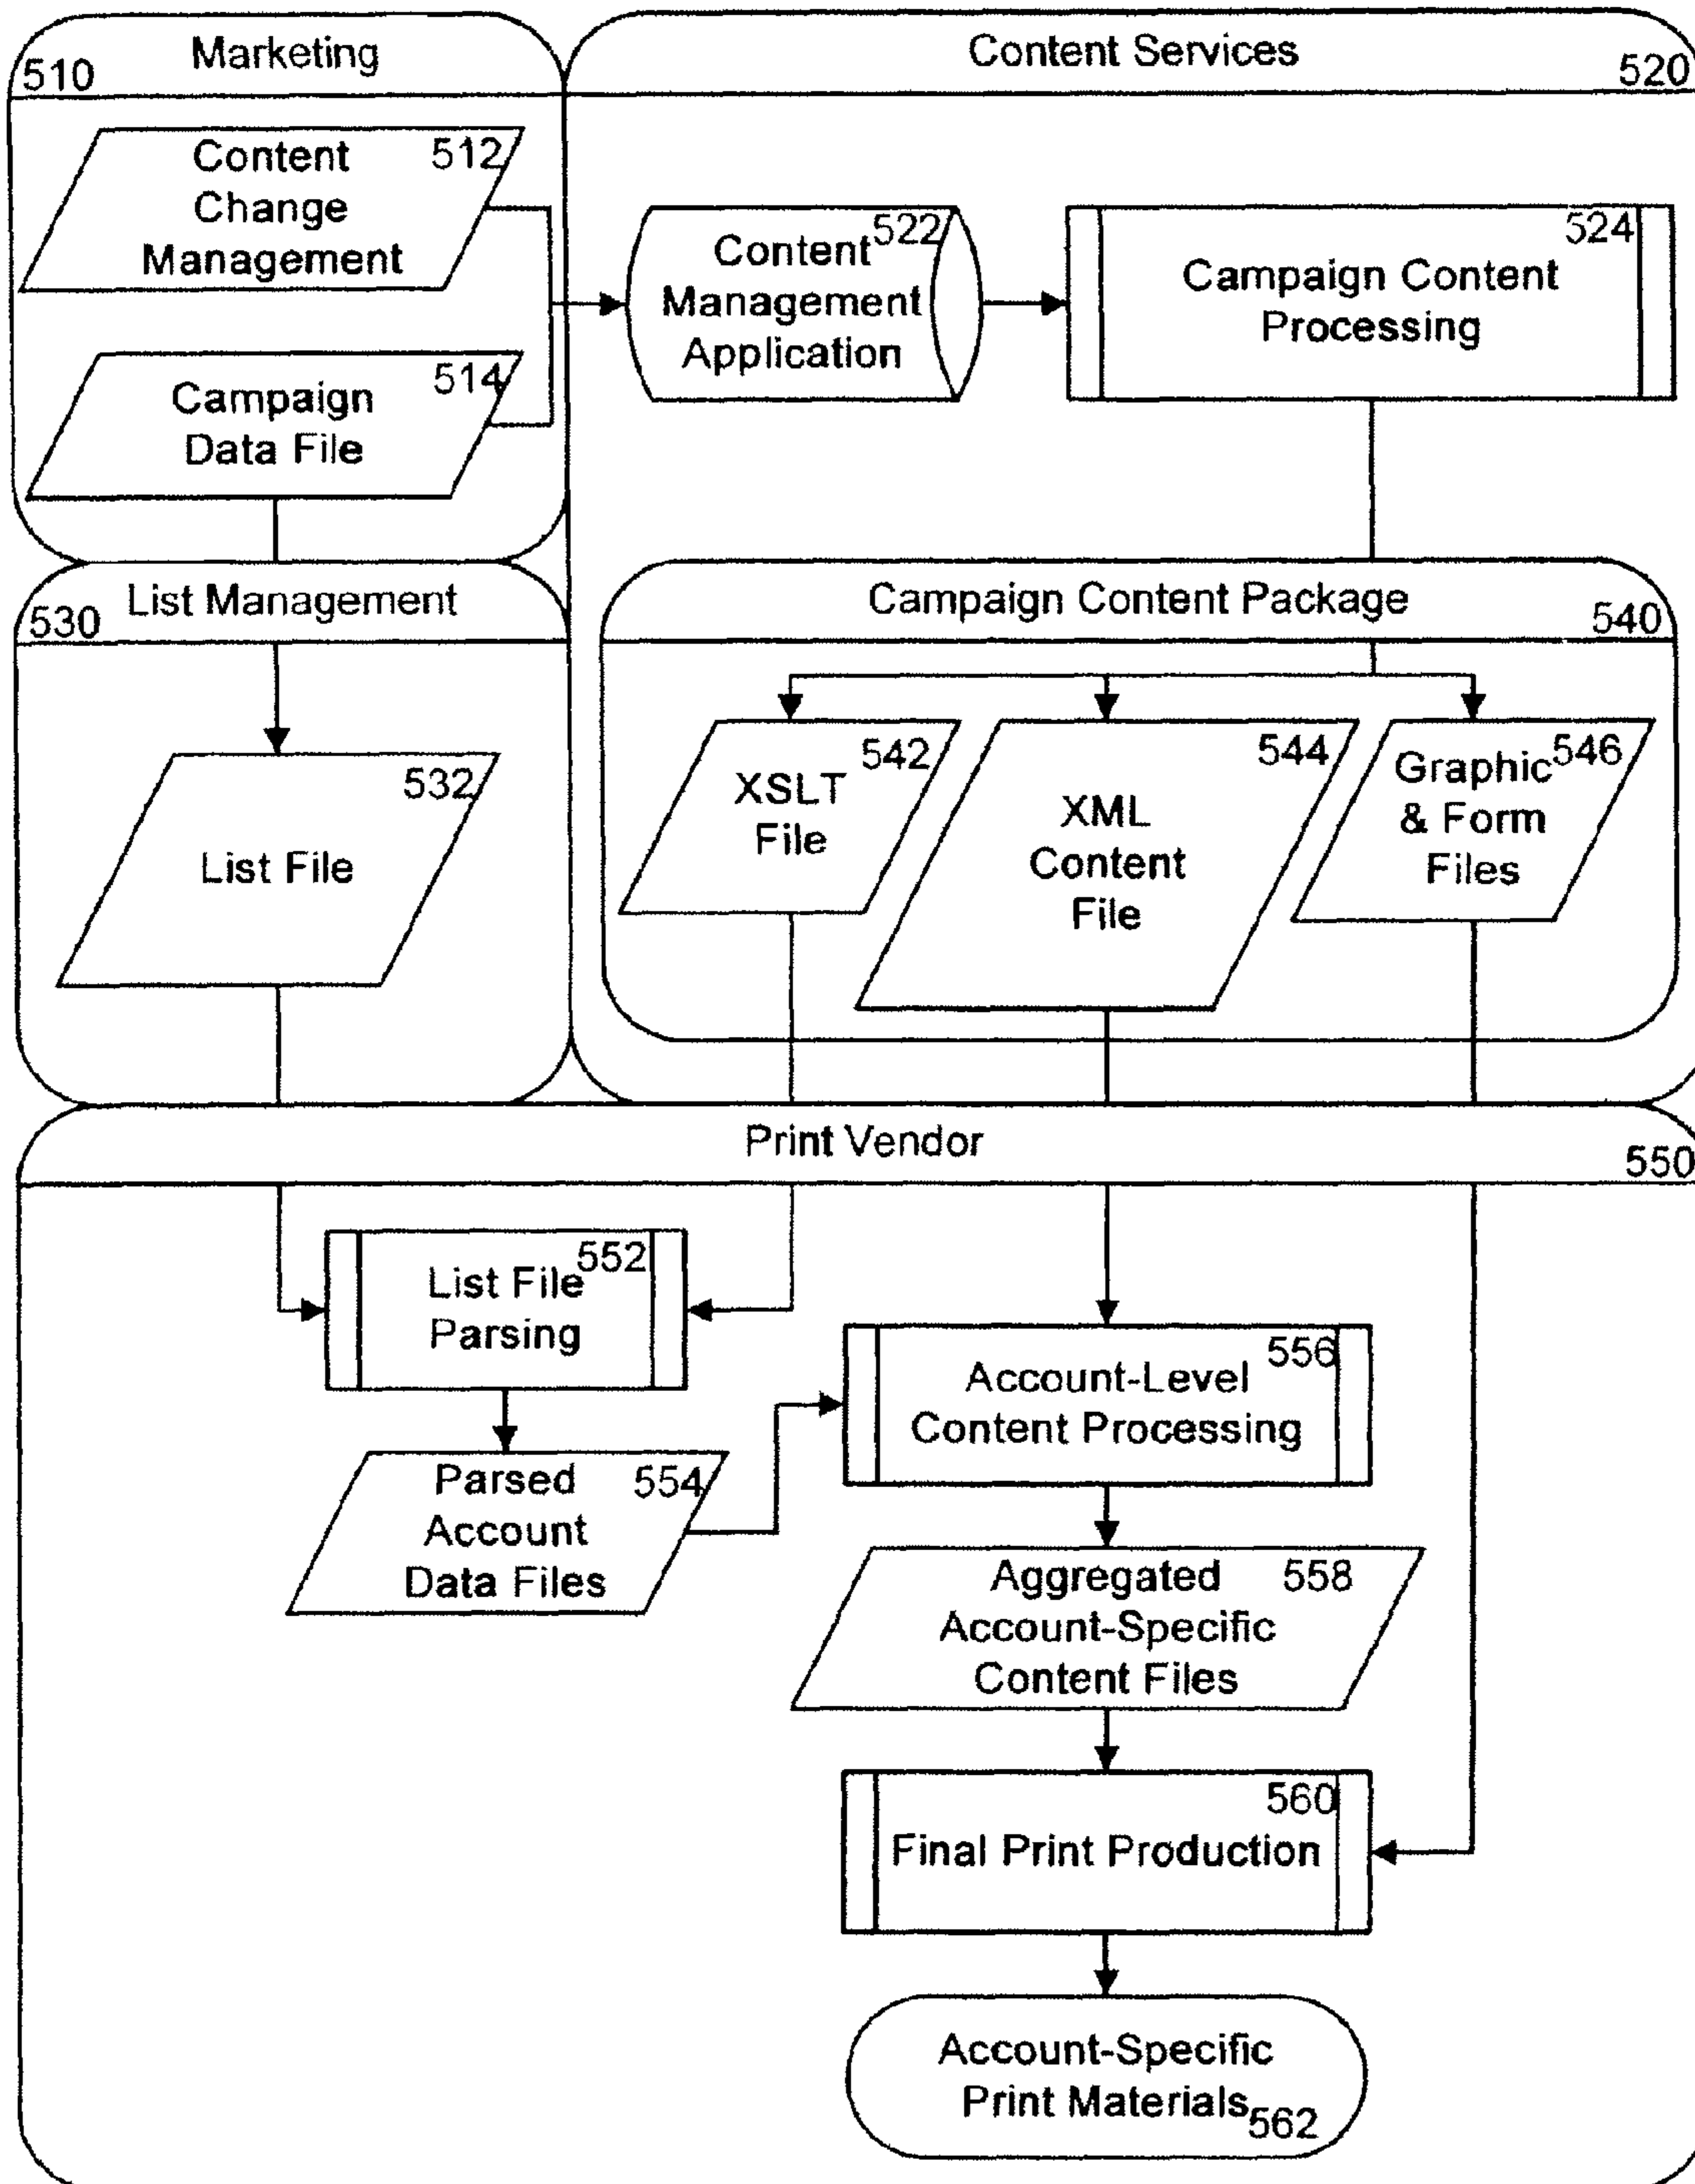 Marketing
510
Content Services
520
Content 512
Change
Management
Content 522
Management
Application
524
Campaign Content
Processing
514
Campaign
Data File
List Management
530
Campaign Content Package
540
532
List File
542
XSLT
File
544
XML
Content
File
Graphic 546
& Form
Files
Print Vendor
550
552
List File
Parsing
556
Account-Level
Content Processing
Parsed 554
Account
Data Files
Aggregated 558
Account-Specific
Content Files
560
Final Print Production
Account-Specific
Print Materials 562